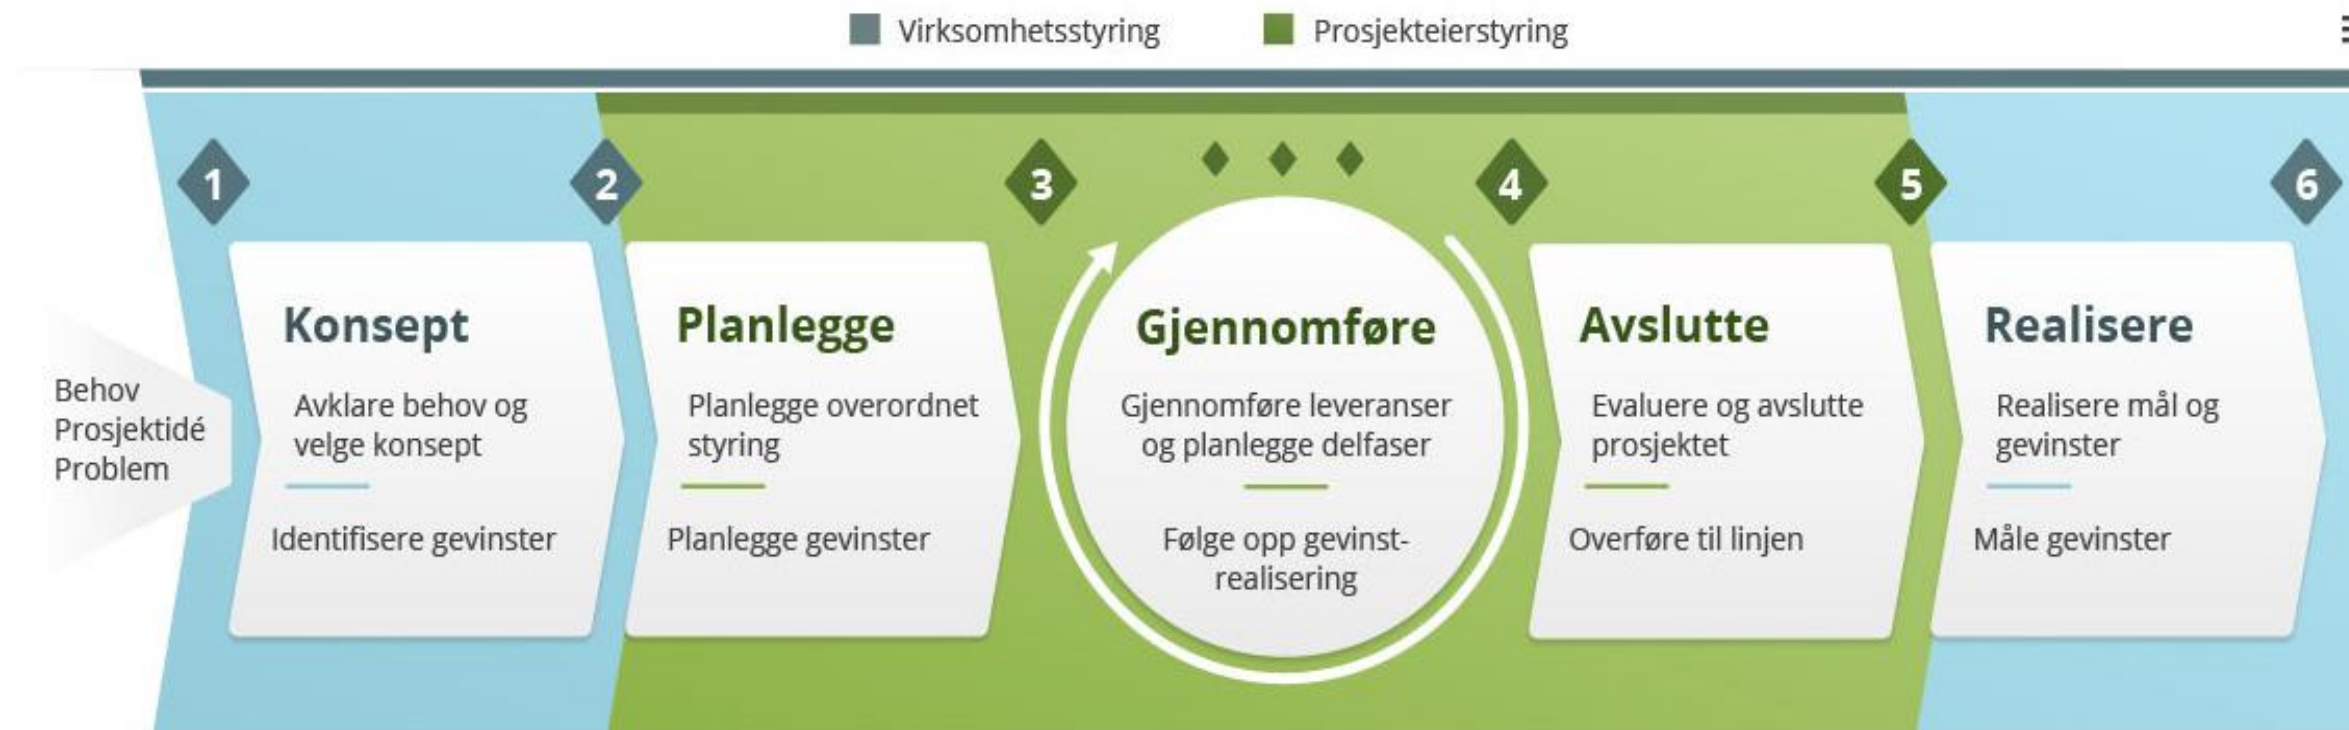 Virksomhetsstyring
Prosjekteierstyring
1
2
3
4
5
6
Behov
Prosjektidé
Problem
Konsept
Avklare behov og
velge konsept
Identifisere gevinster
Planlegge
Planlegge overordnet
styring
Planlegge gevinster
Gjennomføre
Gjennomføre leveranser
og planlegge delfaser
Følge opp gevinst-
realisering
Avslutte
Evaluere og avslutte
prosjektet
Overføre til linjen
Realisere
Realisere mål og
gevinster
Måle gevinster